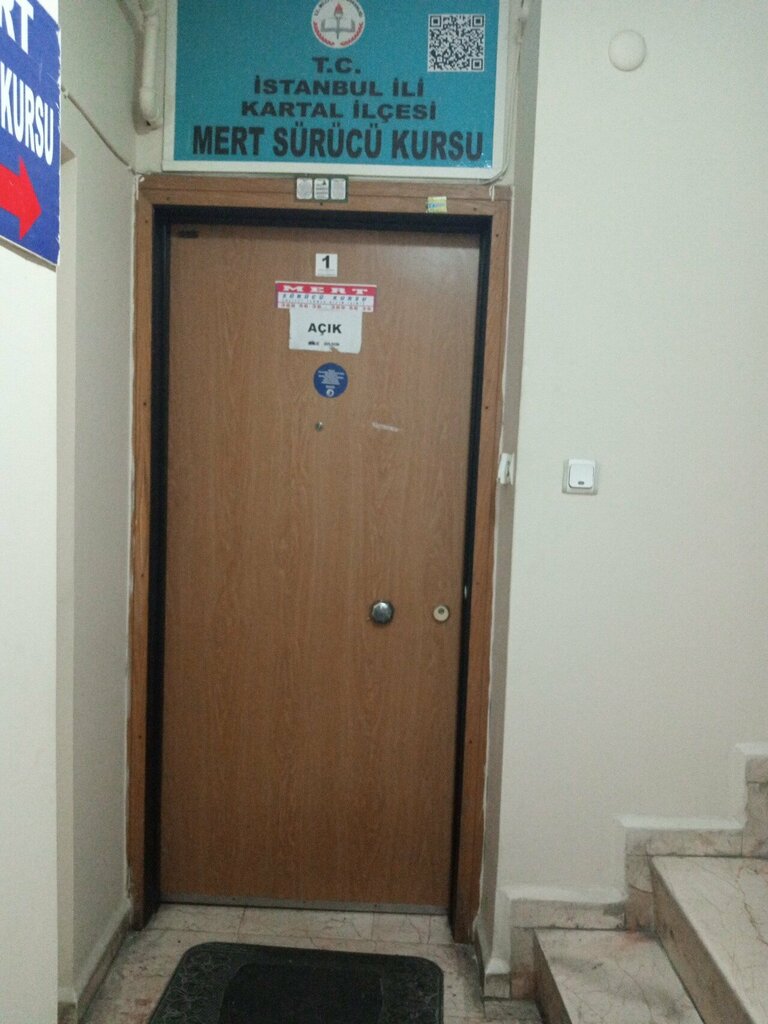 RT
KURSU
T.C.
İSTANBUL İLİ
KARTAL İLÇESİ
MERT SÜRÜCÜ KURSU
1
MERT
SÜRÜCÜ KURSU
AÇIK